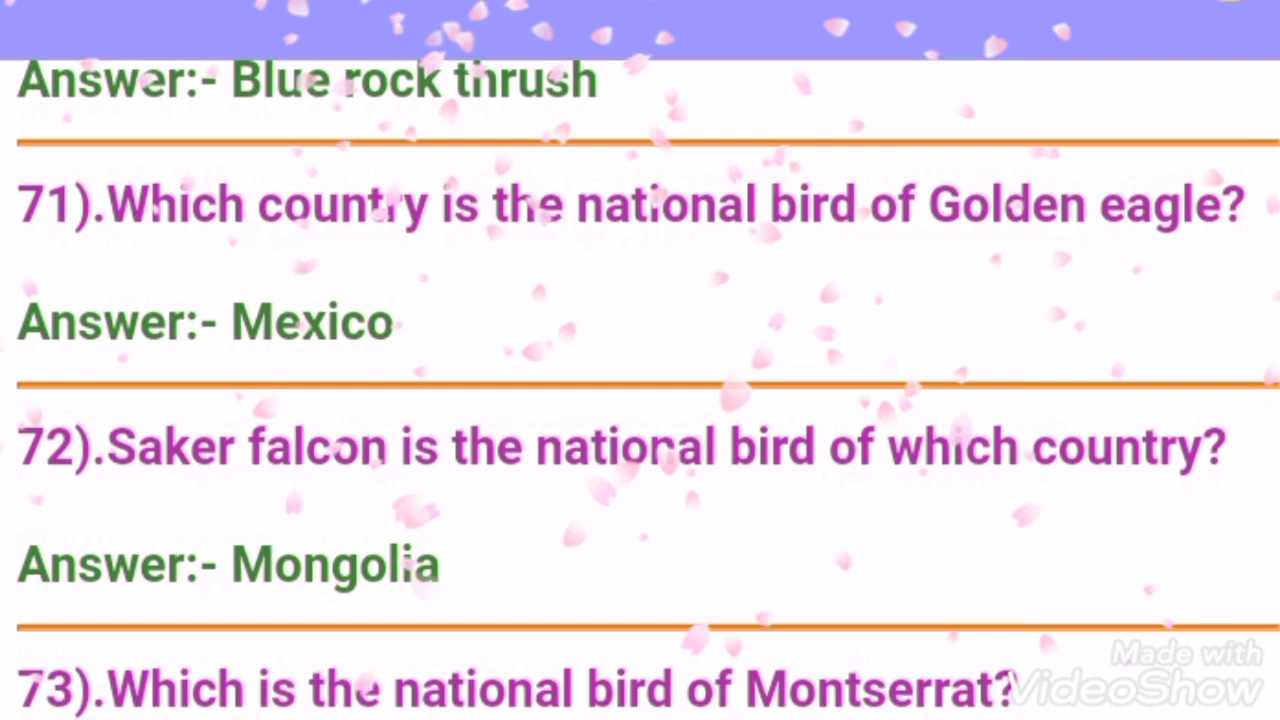 Answer:- Blue rock thrush
71).Which country is the national bird of Golden eagle?
Answer:- Mexico
72).Saker falcon is the national bird of which country?
Answer:- Mongolia
73).Which is the national bird of Montserrat?
Made with
VideoShow